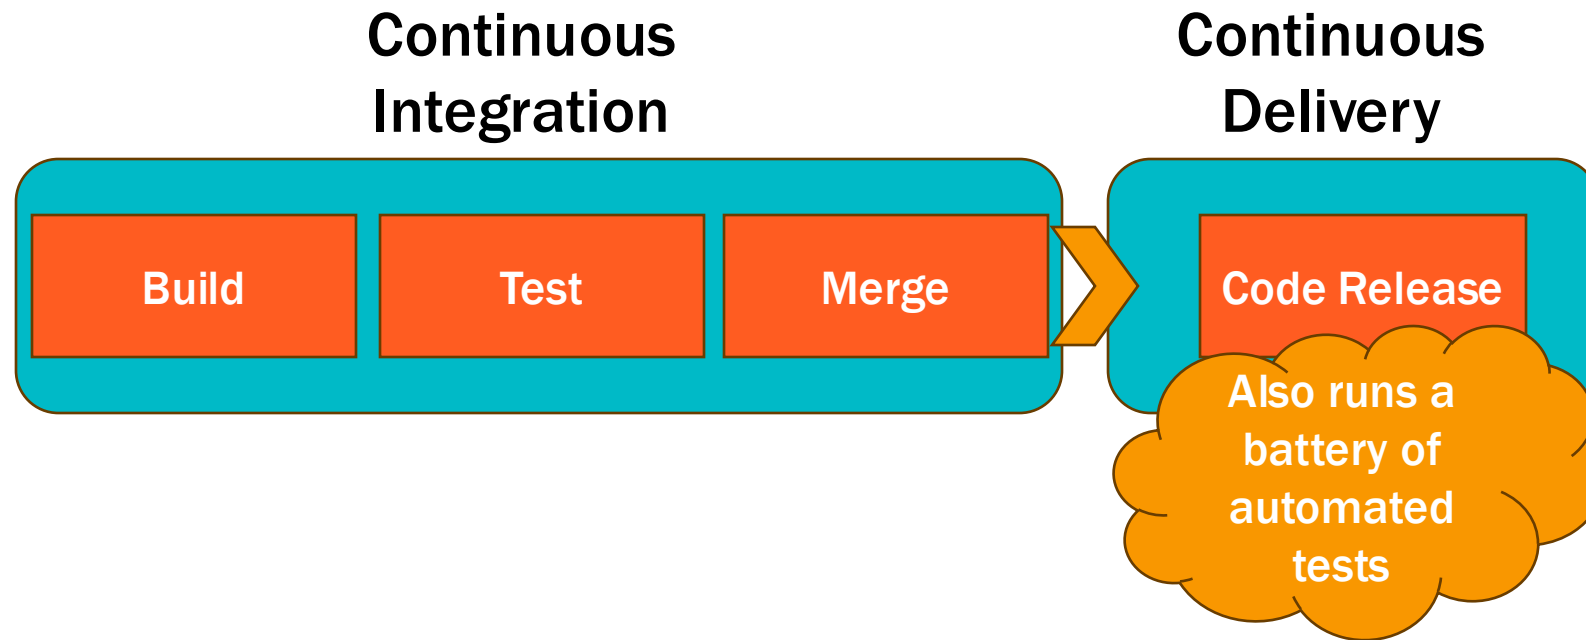 Continuous
Integration
Continuous
Delivery
Build
Test
Merge
Code Release
Also runs a
battery of
automated
tests